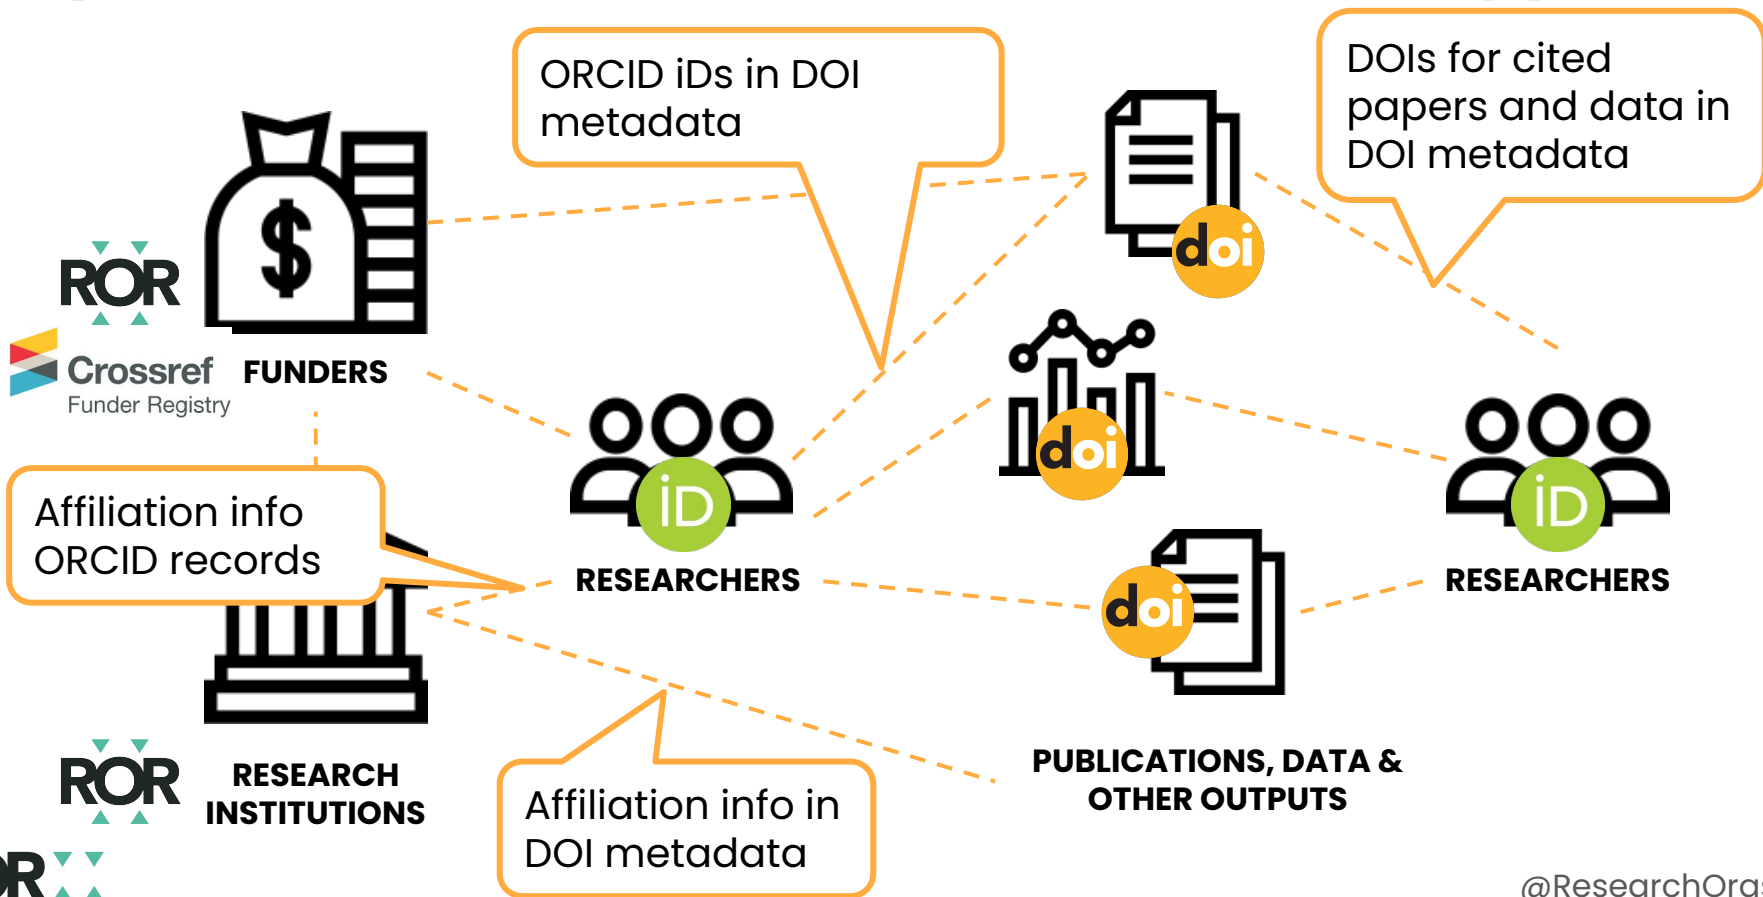 ORCID iDs in DOI
metadata
DOIs for cited
papers and data in
DOI metadata
$
doi
ROR
Crossref
Funder Registry
FUNDERS
doi
iD
RESEARCHERS
iD
RESEARCHERS
Affiliation info
ORCID records
doi
ROR
RESEARCH
INSTITUTIONS
PUBLICATIONS, DATA &
OTHER OUTPUTS
Affiliation info in
DOI metadata
@ResearchOrgs